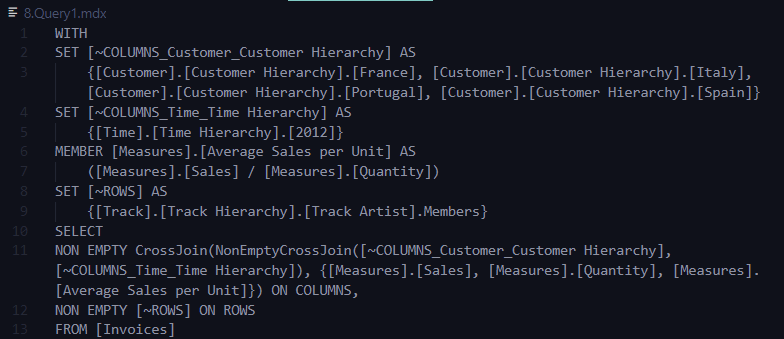 8.Query1.mdx
1 WITH
2 SET [~COLUMNS_Customer_Customer Hierarchy] AS
3 {[Customer].[Customer Hierarchy].[France], [Customer].[Customer Hierarchy].[Italy],
[Customer].[Customer Hierarchy].[Portugal], [Customer].[Customer Hierarchy].[Spain]}
4 SET [~COLUMNS_Time_Time Hierarchy] AS
5 {[Time].[Time Hierarchy].[2012]}
6 MEMBER [Measures].[Average Sales per Unit] AS
7 ([Measures].[Sales] / [Measures].[Quantity])
8 SET [~ROWS] AS
9 {[Track].[Track Hierarchy].[Track Artist].Members}
10 SELECT
11 NON EMPTY CrossJoin(NonEmptyCrossJoin([~COLUMNS_Customer_Customer Hierarchy],
[~COLUMNS_Time_Time Hierarchy]), {[Measures].[Sales], [Measures].[Quantity], [Measures].
[Average Sales per Unit]}) ON COLUMNS,
12 NON EMPTY [~ROWS] ON ROWS
13 FROM [Invoices]